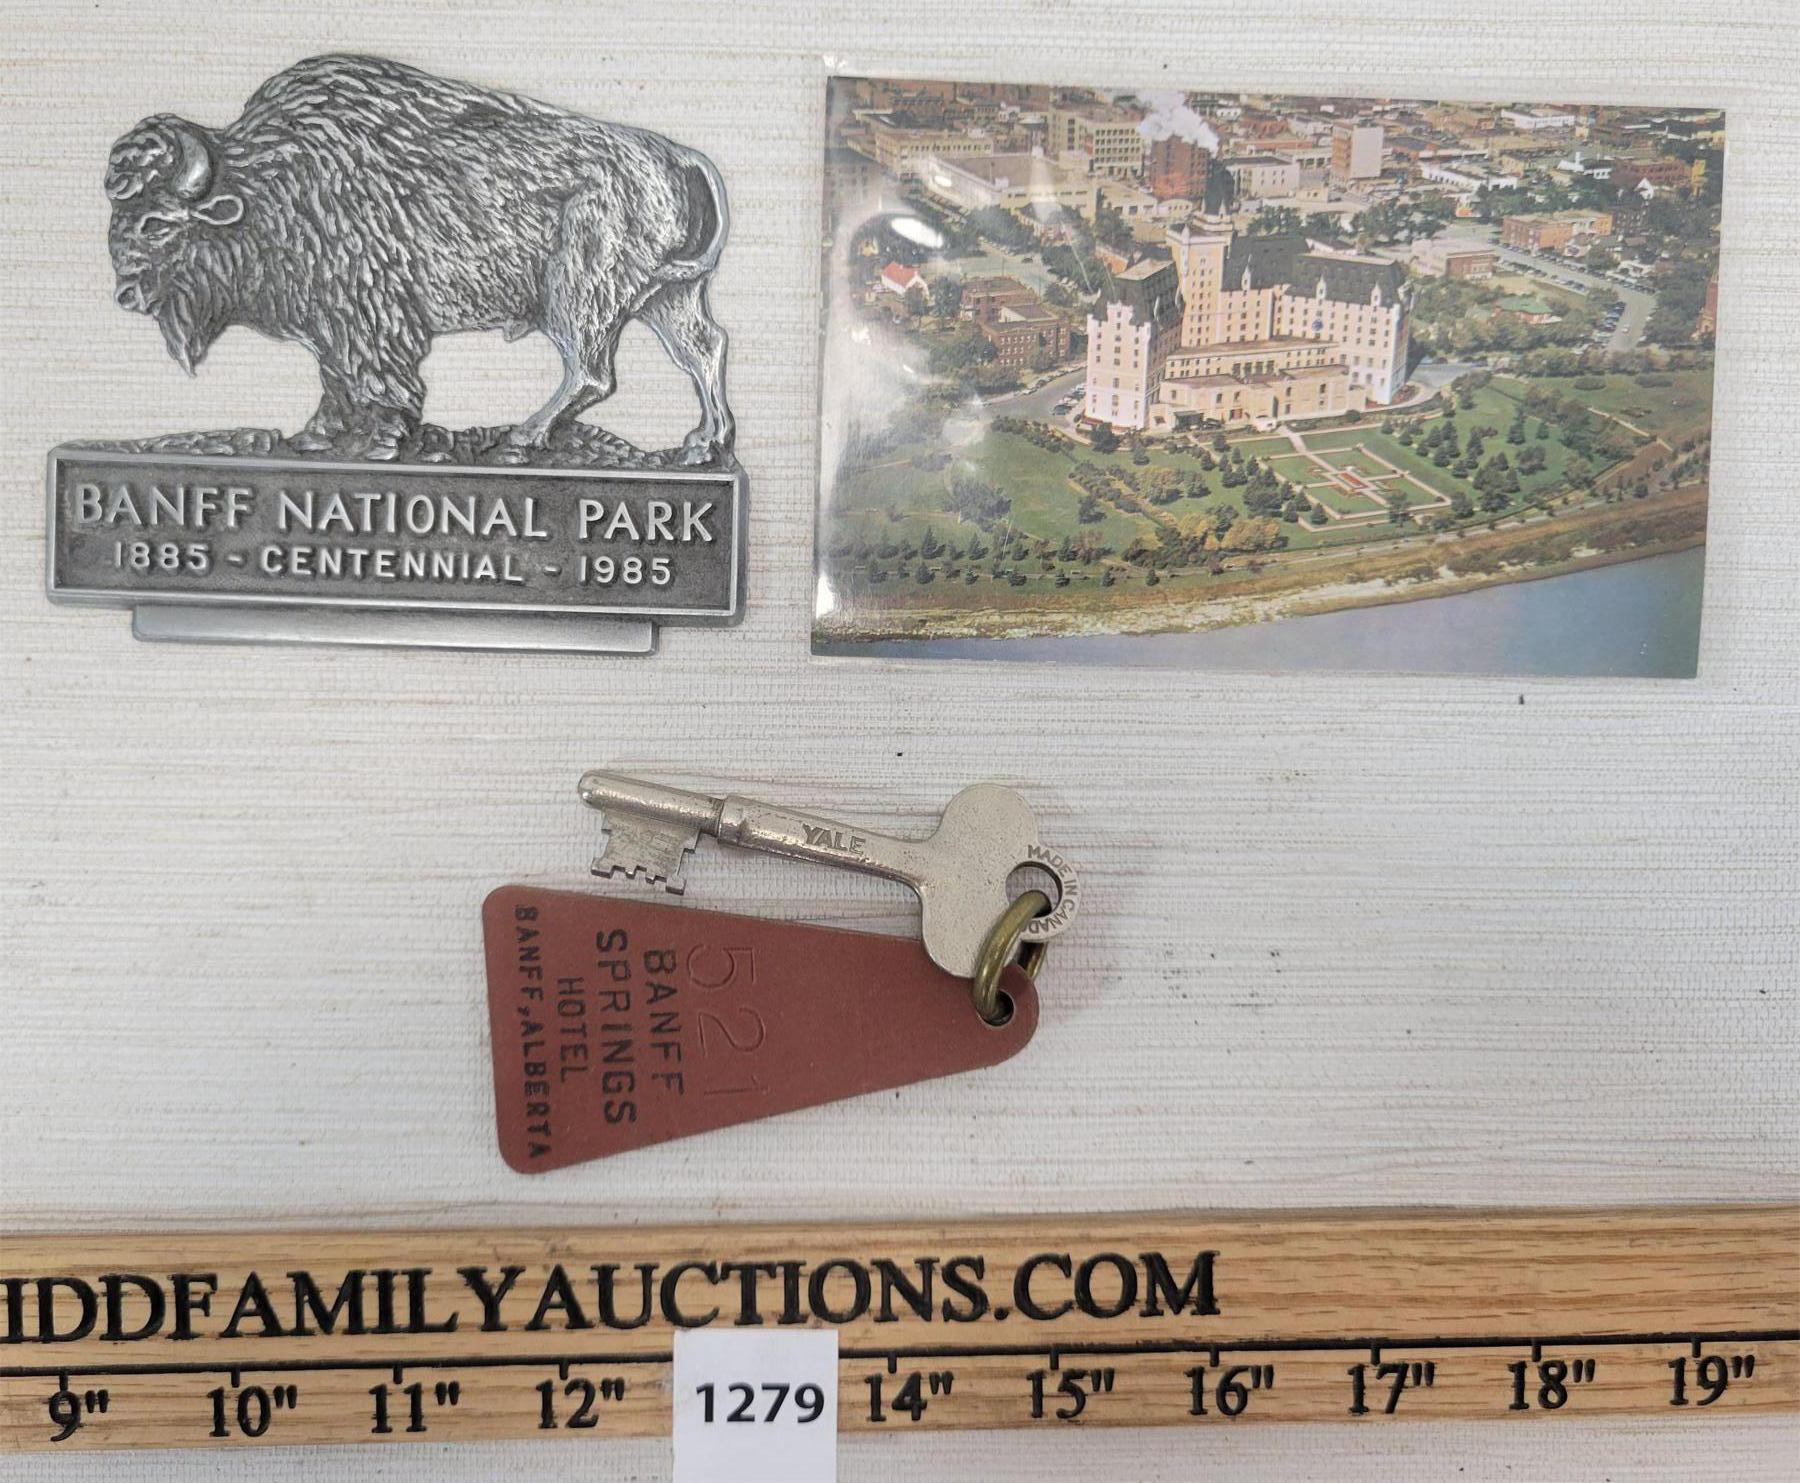 BANFF NATIONAL PARK
1885 - CENTENNIAL - 1985
YALE
MADE IN CANADA
521
BANFF
SPRINGS
HOTEL
BANFF, ALBERTA
IDDFAMILYAUCTIONS.COM
9" 10" 11" 12" 14" 15" 16" 17" 18" 19"
1279